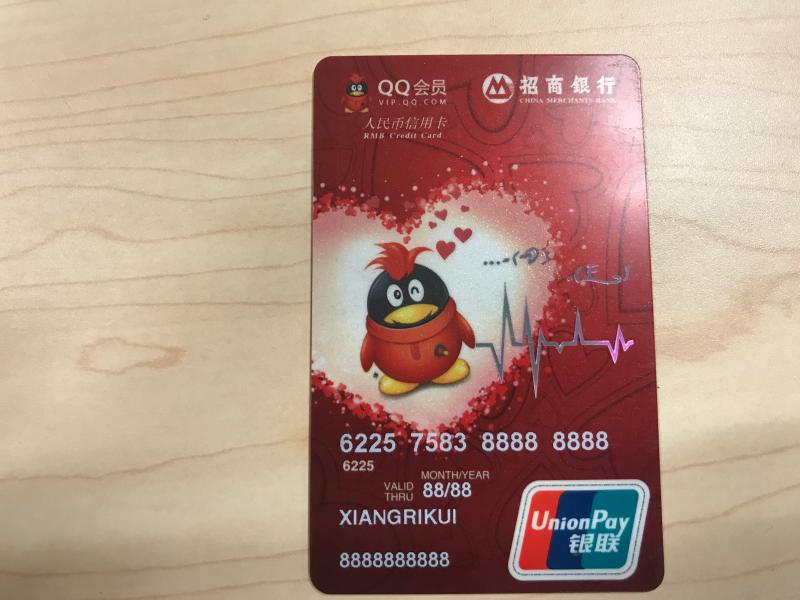 QQ会员
VIP.QQ.COM
招商银行
CHINA MERCHANTS BANK
人民币信用卡
RMB Credit Card
6225 7583 8888 8888
6225
MONTH/YEAR
VALID THRU 88/88
XIANGRIKUI
8888888888
UnionPay
银联